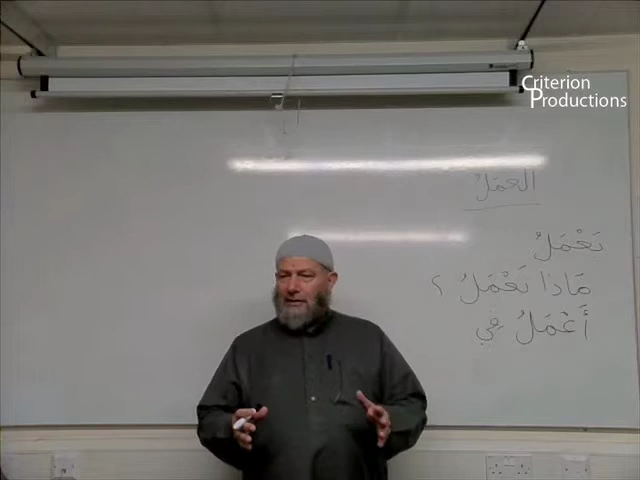 Criterion
Productions
العَمَلُ
تَعْمَلُ
مَاذَا تَعْمَلُ ؟
أَعْمَلُ فِي